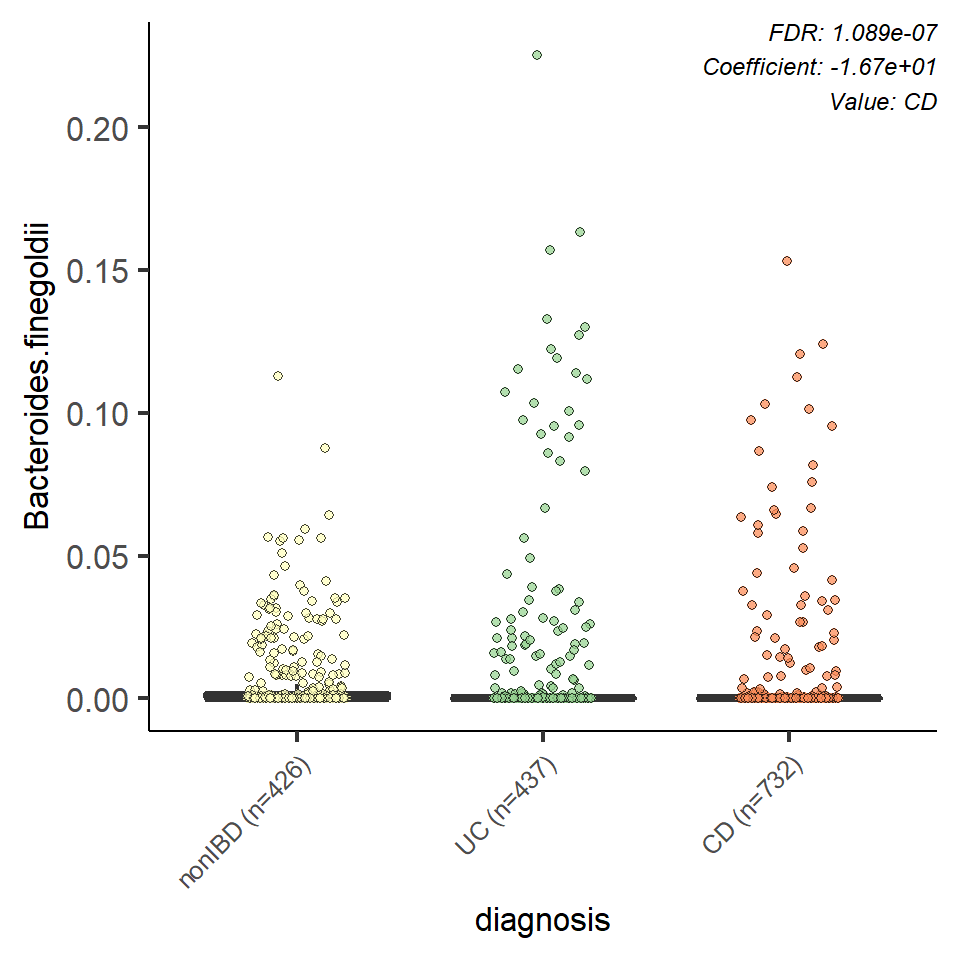 FDR: 1.089e-07
Coefficient: -1.67e+01
Value: CD
Bacteroides.finegoldii
0.20
0.15
0.10
0.05
0.00
nonIBD (n=426)
UC (n=437)
CD (n=732)
diagnosis